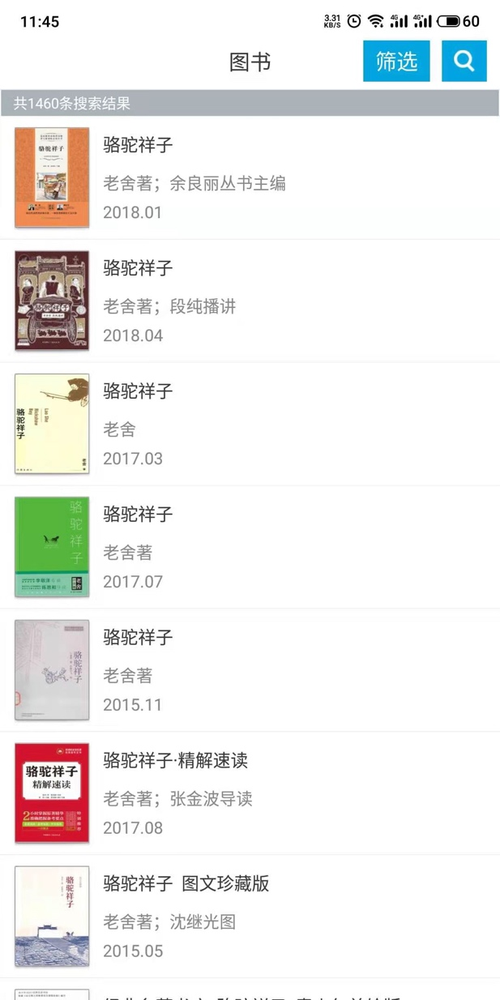 11:45
3.31
KB/S
4G
4G+
60
图书
筛选
共1460条搜索结果
骆驼祥子
骆驼祥子
老舍著；余良丽丛书主编
2018.01
骆驼祥子
骆驼祥子
老舍著；段纯播讲
2018.04
骆驼祥子
Lao She
Rickshaw
Boy
老舍
骆驼祥子
老舍
2017.03
骆驼祥子
骆驼祥子
老舍著
2017.07
骆驼祥子
骆驼祥子
老舍著
2015.11
骆驼祥子
精解速读
骆驼祥子·精解速读
老舍著；张金波导读
2017.08
骆驼祥子
骆驼祥子 图文珍藏版
老舍著；沈继光图
2015.05